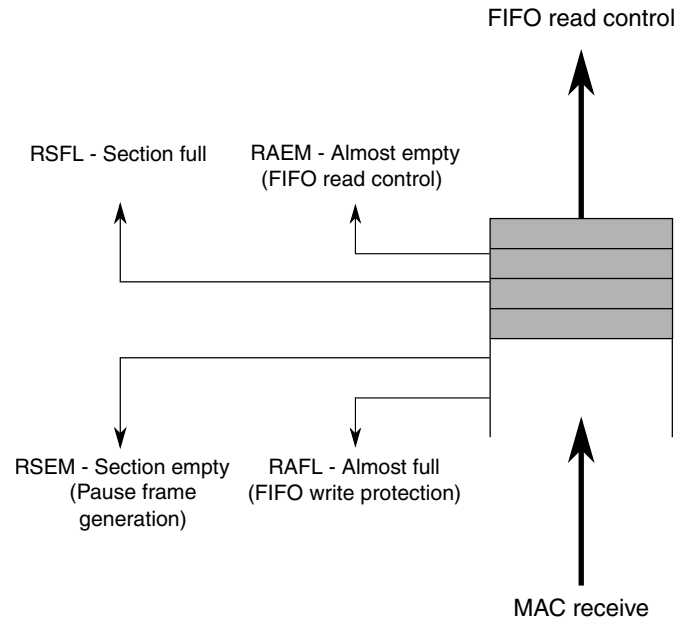 FIFO read control
RSFL - Section full
RAEM - Almost empty
(FIFO read control)
RSEM - Section empty
(Pause frame
generation)
RAFL - Almost full
(FIFO write protection)
MAC receive